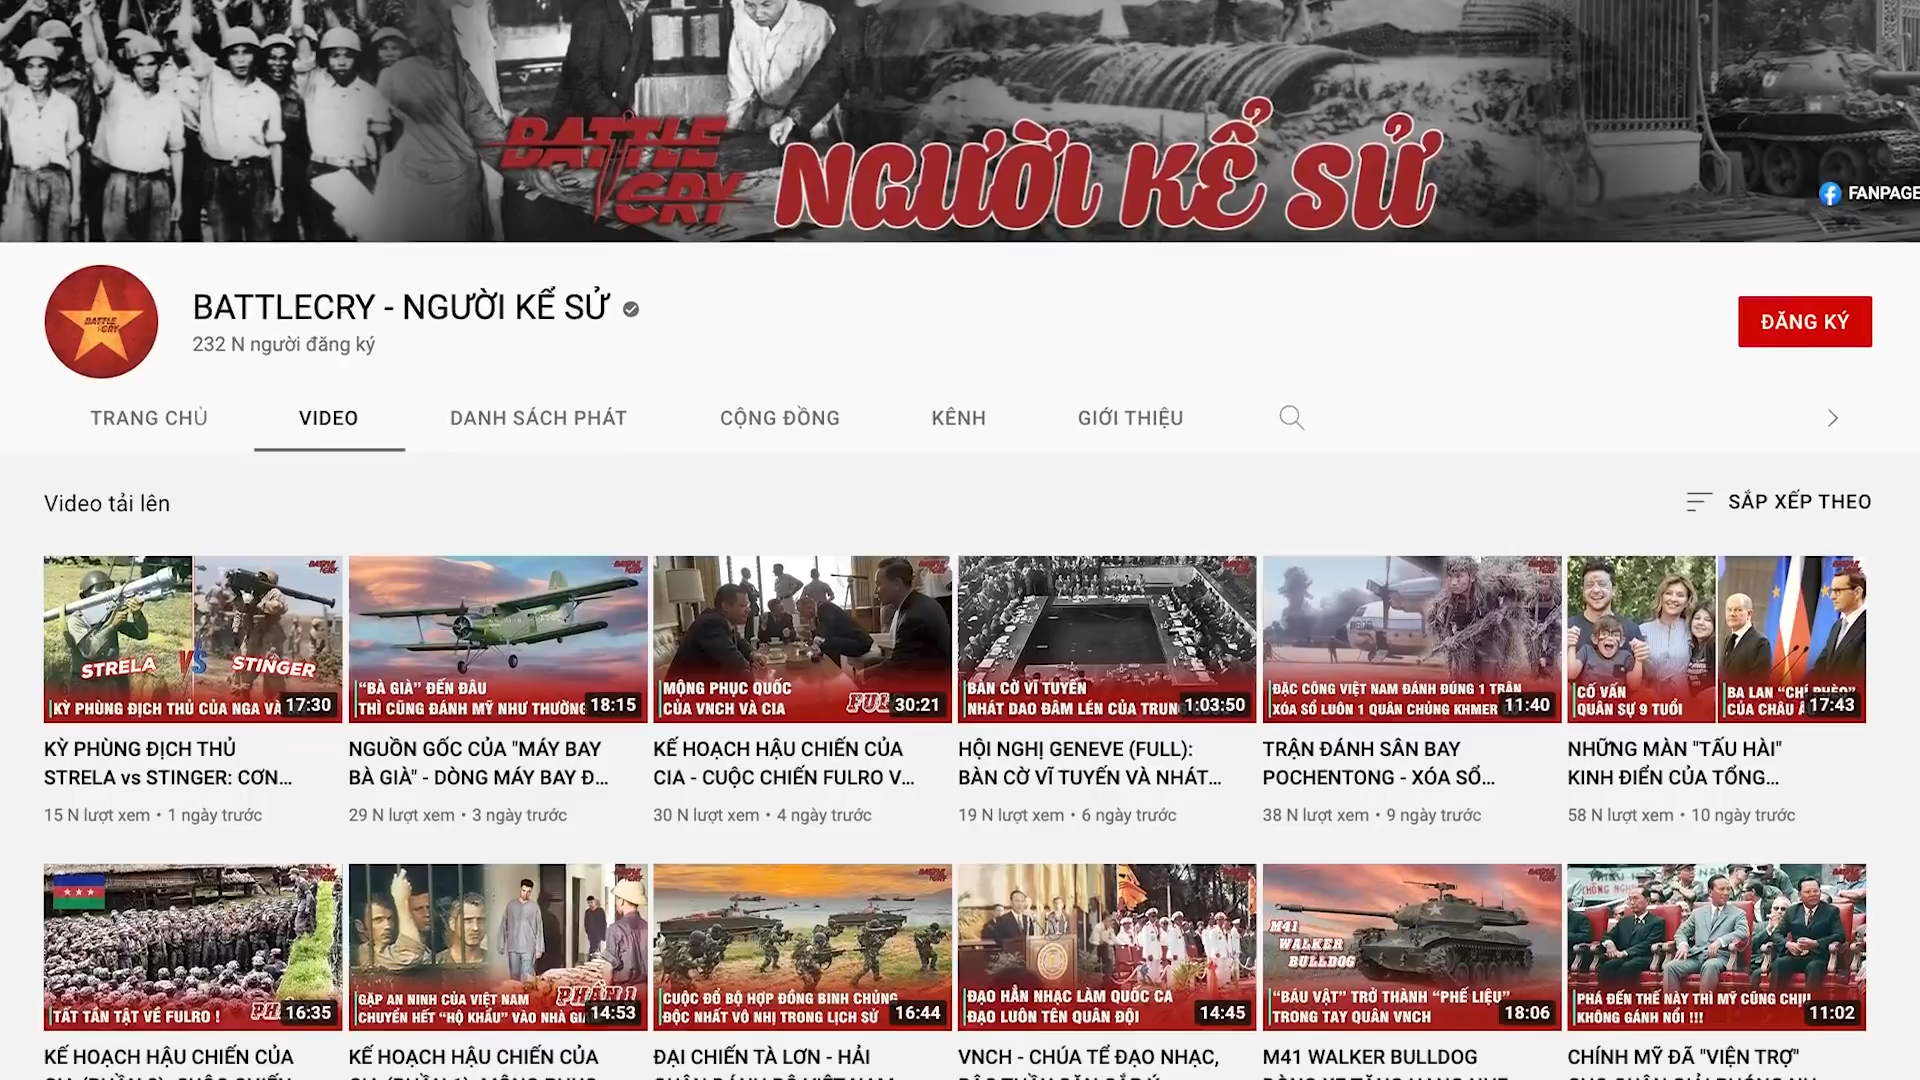 BATTLE CRY
NGƯỜI KỂ SỬ
FANPAGE
BATTLECRY - NGƯỜI KỂ SỬ
232 N người đăng ký
ĐĂNG KÝ
TRANG CHỦ
VIDEO
DANH SÁCH PHÁT
CỘNG ĐỒNG
KÊNH
GIỚI THIỆU
Video tải lên
SẮP XẾP THEO
STRELA VS STINGER
KỲ PHÙNG ĐỊCH THỦ CỦA NGA VÀ
17:30
"BÀ GIÀ" ĐẾN ĐÂU
THÌ CŨNG ĐÁNH MỸ NHƯ THƯỜNG
18:15
MỘNG PHỤC QUỐC
CỦA VNCH VÀ CIA
30:21
BÀN CỜ VĨ TUYẾN
NHÁT DAO ĐÂM LÉN CỦA TRUNG
1:03:50
ĐẶC CÔNG VIỆT NAM ĐÁNH ĐÚNG 1 TRẬN
XÓA SỔ LUÔN 1 QUÂN CHỦNG KHMER
11:40
CỐ VẤN
QUÂN SỰ 9 TUỔI
BA LAN "CHÍ PHÈO"
CỦA CHÂU
17:43
KỲ PHÙNG ĐỊCH THỦ
STRELA vs STINGER: CƠN...
15 N lượt xem • 1 ngày trước
NGUỒN GỐC CỦA "MÁY BAY
BÀ GIÀ" - DÒNG MÁY BAY Đ...
29 N lượt xem • 3 ngày trước
KẾ HOẠCH HẬU CHIẾN CỦA
CIA - CUỘC CHIẾN FULRO V...
30 N lượt xem • 4 ngày trước
HỘI NGHỊ GENEVE (FULL):
BÀN CỜ VĨ TUYẾN VÀ NHÁT...
19 N lượt xem • 6 ngày trước
TRẬN ĐÁNH SÂN BAY
POCHENTONG - XÓA SỔ...
38 N lượt xem • 9 ngày trước
NHỮNG MÀN "TẤU HÀI"
KINH ĐIỂN CỦA TỔNG...
58 N lượt xem • 10 ngày trước
TẤT TẦN TẬT VỀ FULRO !
16:35
GẶP AN NINH CỦA VIỆT NAM
CHUYỂN HẾT "HỘ KHẨU" VÀO NHÀ
PHẦN 1
14:53
CUỘC ĐỔ BỘ HỢP ĐỒNG BINH CHỦNG
ĐỘC NHẤT VÔ NHỊ TRONG LỊCH SỬ
16:44
ĐẠO HẲN NHẠC LÀM QUỐC CA
ĐẠO LUÔN TÊN QUÂN ĐỘI
14:45
M41
WALKER
BULLDOG
"BÁU VẬT" TRỞ THÀNH "PHẾ LIỆU"
TRONG TAY QUÂN VNCH
18:06
PHÁ ĐẾN THẾ NÀY THÌ MỸ CŨNG CHỊU
KHÔNG GÁNH NỔI !!!
11:02
KẾ HOẠCH HẬU CHIẾN CỦA
KẾ HOẠCH HẬU CHIẾN CỦA
ĐẠI CHIẾN TÀ LƠN - HẢI
VNCH - CHÚA TỂ ĐẠO NHẠC,
M41 WALKER BULLDOG
CHÍNH MỸ ĐÃ "VIỆN TRỢ"